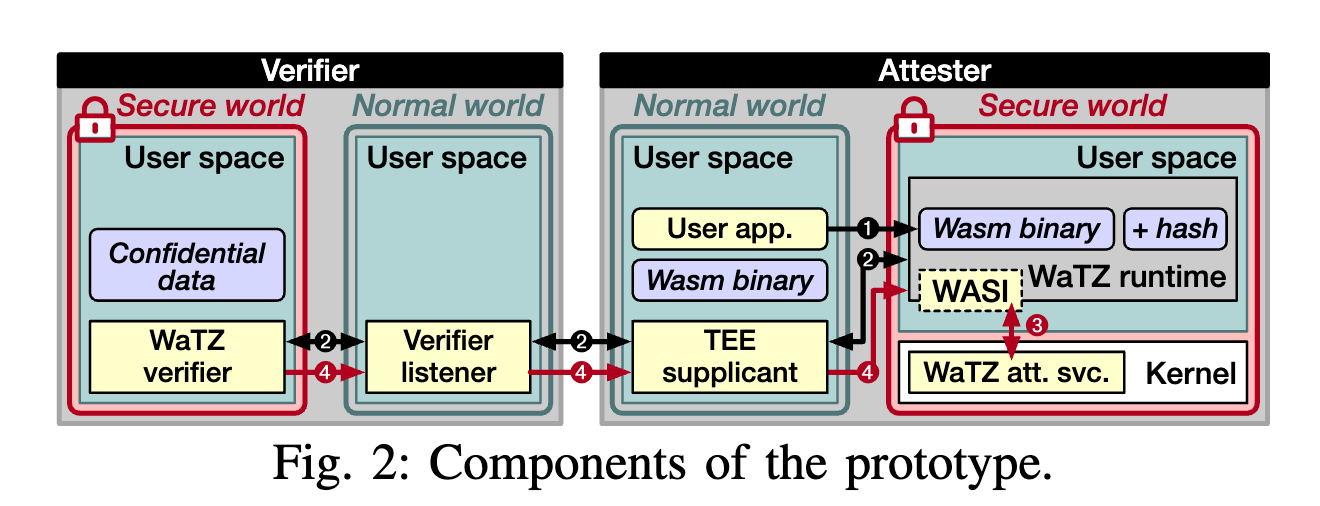 Verifier
Secure world
Normal world
User space
User space
Confidential
data
WaTZ
verifier
Verifier
listener
2
4
Attester
Normal world
Secure world
User space
User space
User app.
1
Wasm binary
+ hash
2
Wasm binary
WaTZ runtime
WASI
3
2
4
TEE
supplicant
4
WaTZ att. svc.
Kernel
Fig. 2: Components of the prototype.